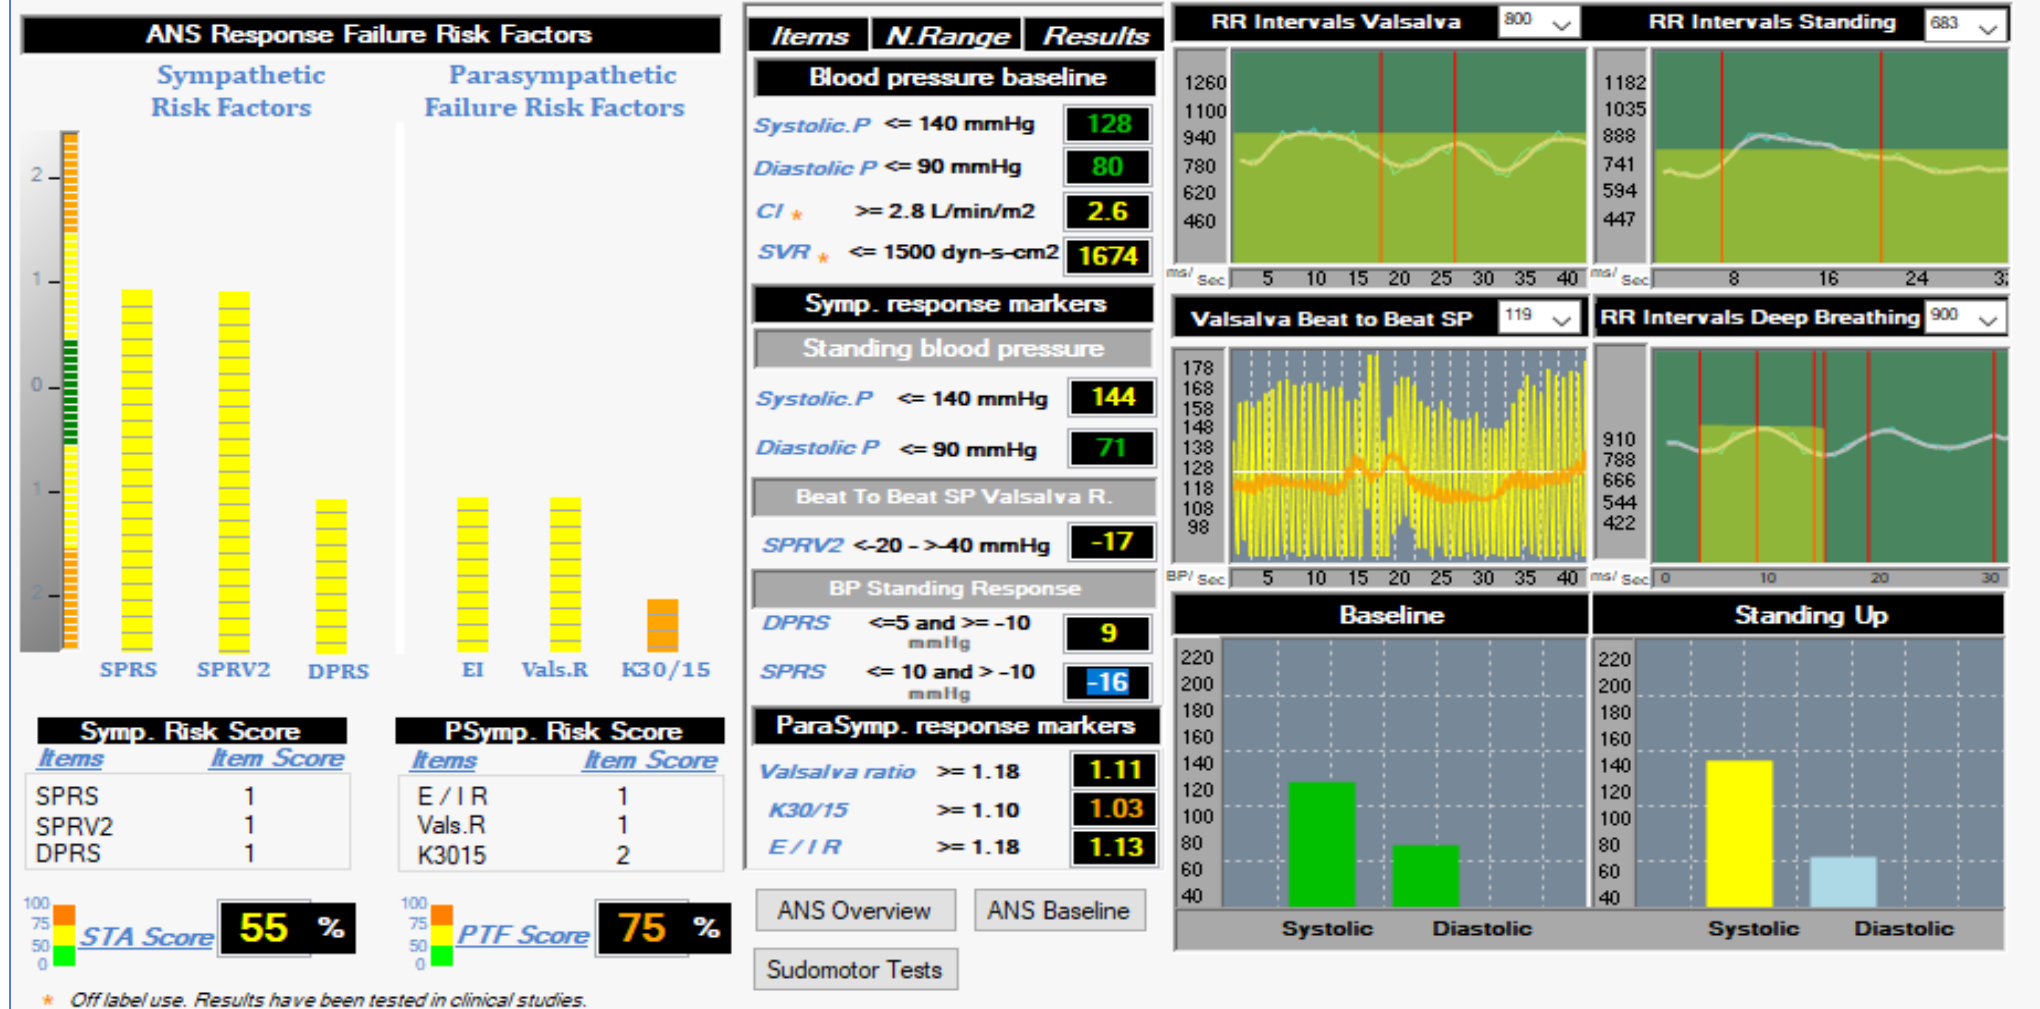 ANS Response Failure Risk Factors
Sympathetic
Risk Factors
Parasympathetic
Failure Risk Factors
2
1
0
1
2
SPRS SPRV2 DPRS
EI Vals.R K30/15
Symp. Risk Score
Items Item Score
SPRS 1
SPRV2 1
DPRS 1
PSymp. Risk Score
Items Item Score
E / I R 1
Vals.R 1
K3015 2
100
75
50
0
STA Score 55 %
100
75
50
0
PTF Score 75 %
* Off label use. Results have been tested in clinical studies.
Items N.Range Results
Blood pressure baseline
Systolic.P <= 140 mmHg 128
Diastolic P <= 90 mmHg 80
CI * >= 2.8 L/min/m2 2.6
SVR * <= 1500 dyn-s-cm2 1674
Symp. response markers
Standing blood pressure
Systolic.P <= 140 mmHg 144
Diastolic P <= 90 mmHg 71
Beat To Beat SP Valsalva R.
SPRV2 <-20 - >-40 mmHg -17
BP Standing Response
DPRS <=5 and >= -10 9
mmHg
SPRS <= 10 and > -10 -16
mmHg
ParaSymp. response markers
Valsalva ratio >= 1.18 1.11
K30/15 >= 1.10 1.03
E / I R >= 1.18 1.13
ANS Overview ANS Baseline
Sudomotor Tests
RR Intervals Valsalva 800
1260
1100
940
780
620
460
ms/ Sec 5 10 15 20 25 30 35 40
RR Intervals Standing 683
1182
1035
888
741
594
447
ms/ Sec 8 16 24
Valsalva Beat to Beat SP 119
178
168
158
148
138
128
118
108
98
BP/ Sec 5 10 15 20 25 30 35 40
RR Intervals Deep Breathing 900
910
788
666
544
422
ms/ Sec 0 10 20 30
Baseline
220
200
180
160
140
120
100
80
60
40
Systolic Diastolic
Standing Up
220
200
180
160
140
120
100
80
60
40
Systolic Diastolic